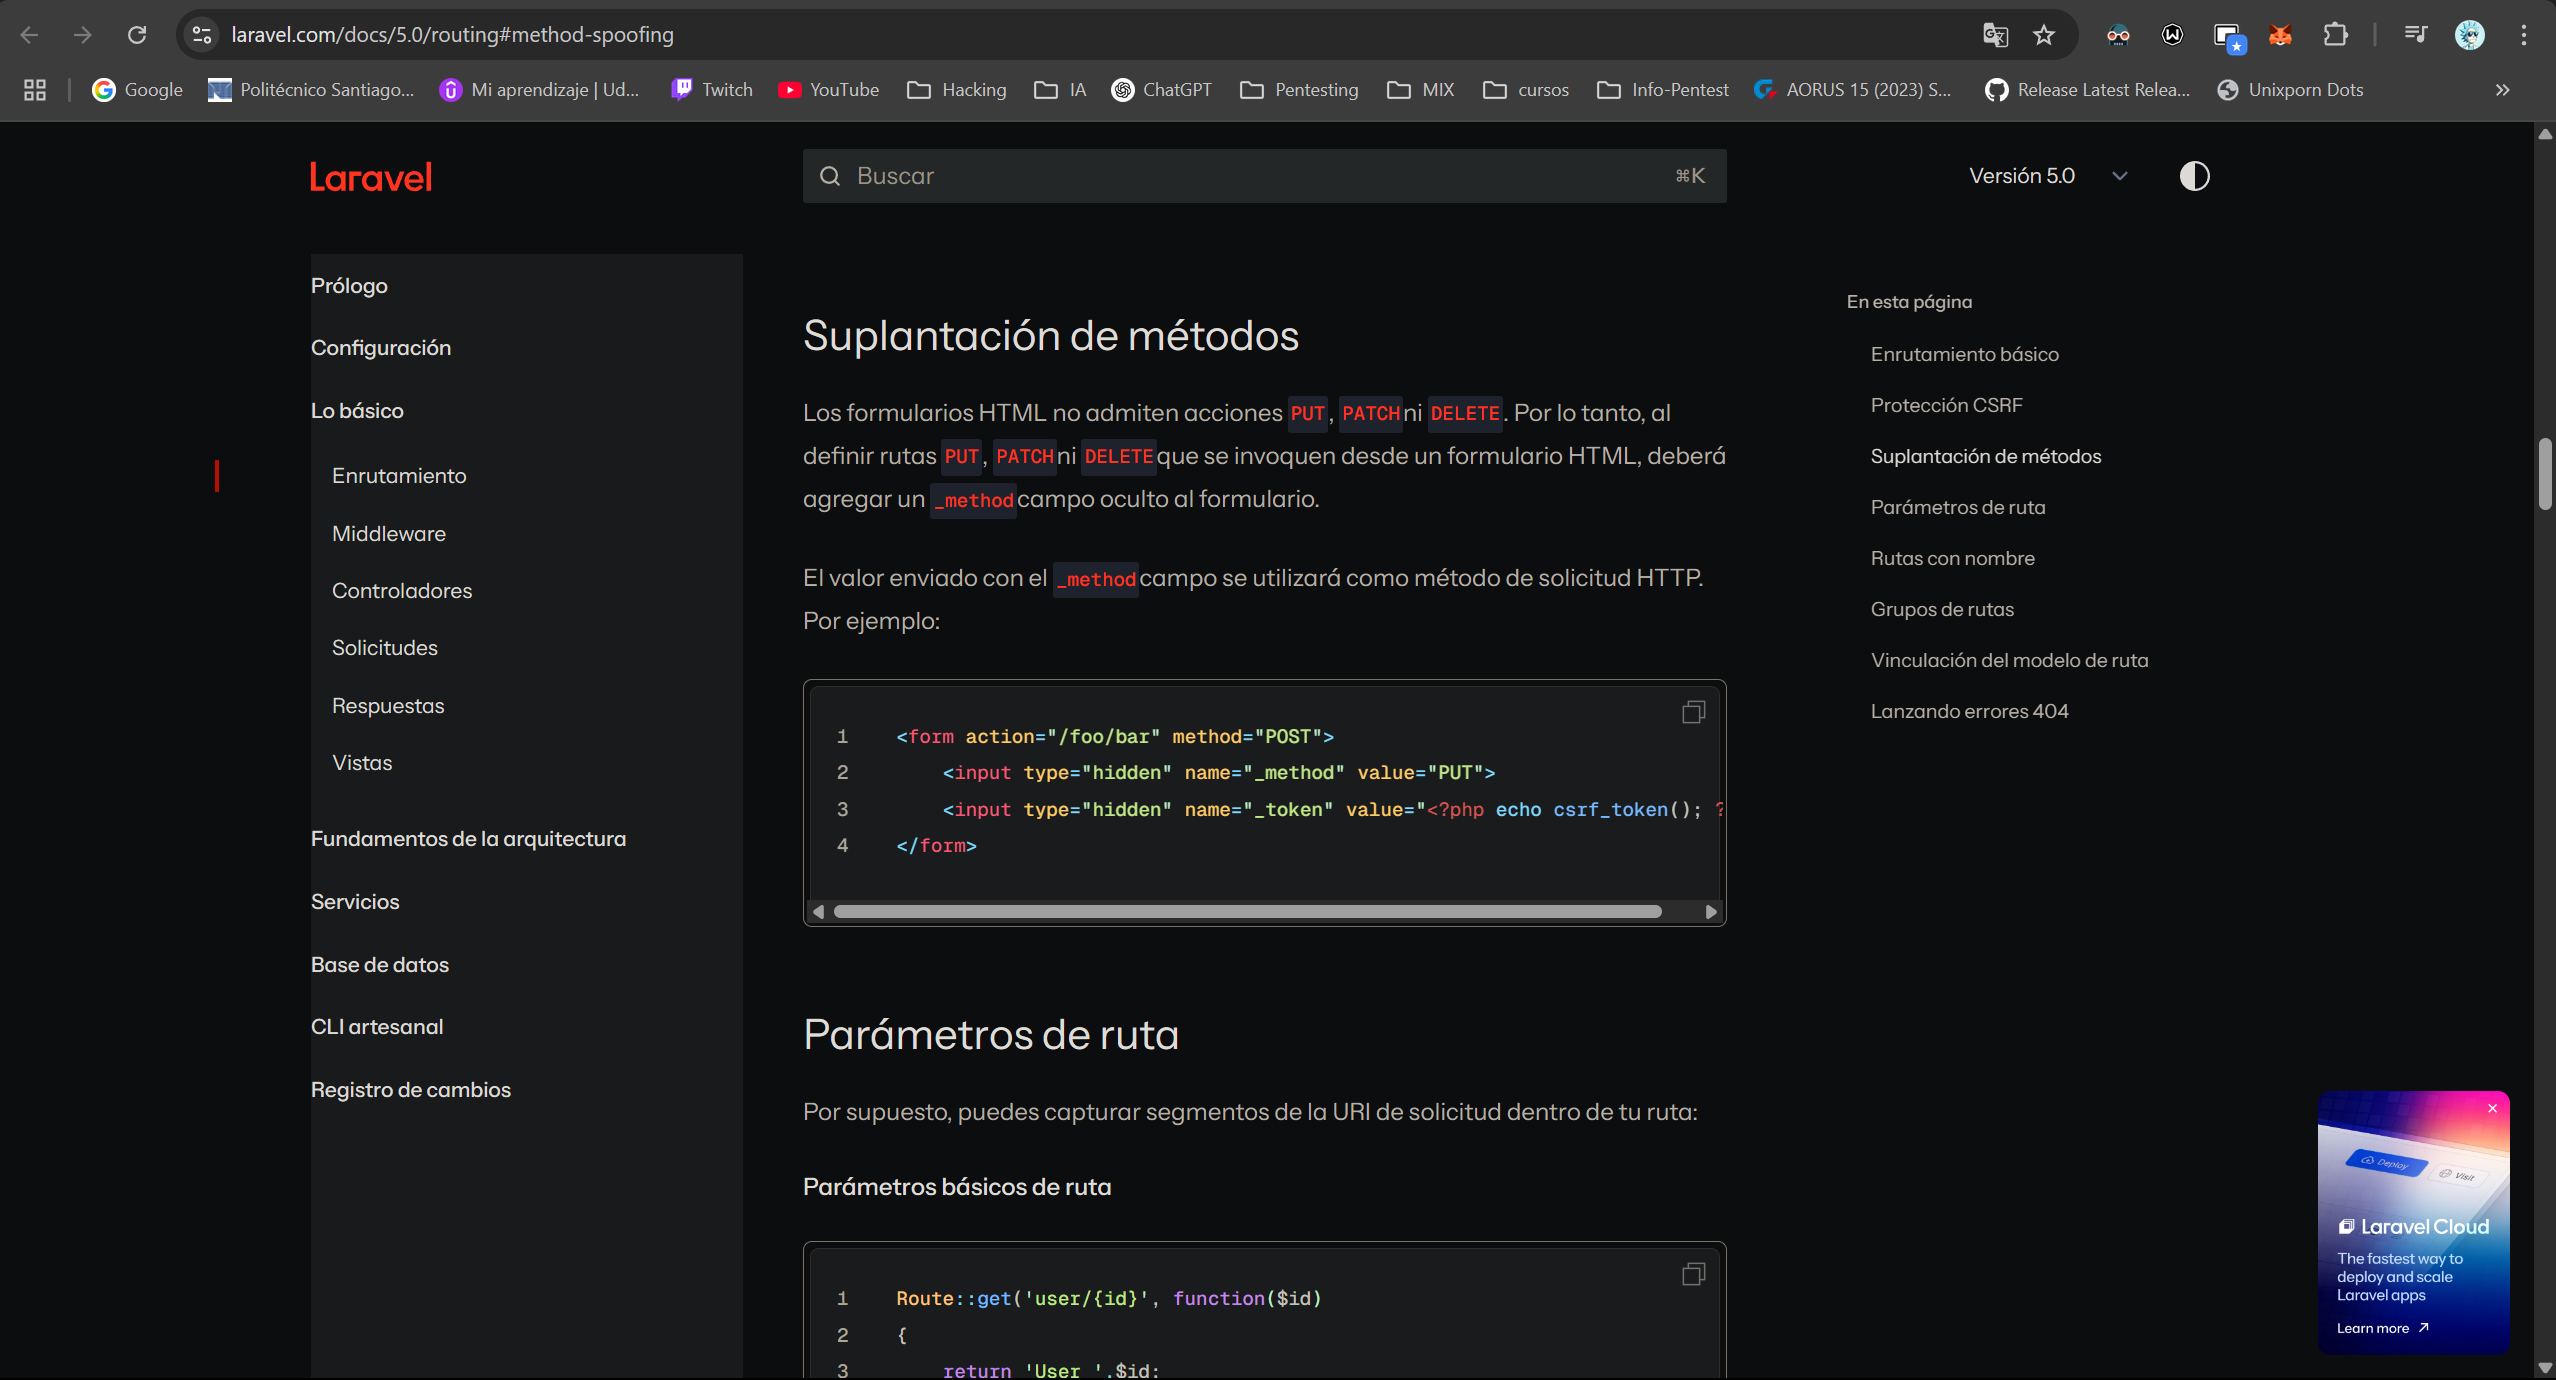 laravel.com/docs/5.0/routing#method-spoofing
Google
Politécnico Santiago...
Mi aprendizaje | Ud...
Twitch
YouTube
Hacking
IA
ChatGPT
Pentesting
MIX
cursos
Info-Pentest
AORUS 15 (2023) S...
Release Latest Relea...
Unixporn Dots
»
Laravel
Buscar
⌘K
Versión 5.0
Prólogo
Configuración
Lo básico
Enrutamiento
Middleware
Controladores
Solicitudes
Respuestas
Vistas
Fundamentos de la arquitectura
Servicios
Base de datos
CLI artesanal
Registro de cambios
Suplantación de métodos
Los formularios HTML no admiten acciones PUT, PATCH ni DELETE. Por lo tanto, al
definir rutas PUT, PATCH ni DELETE que se invoquen desde un formulario HTML, deberá
agregar un _method campo oculto al formulario.
El valor enviado con el _method campo se utilizará como método de solicitud HTTP.
Por ejemplo:
1 <form action="/foo/bar" method="POST">
2 <input type="hidden" name="_method" value="PUT">
3 <input type="hidden" name="_token" value="<?php echo csrf_token(); ?
4 </form>
Parámetros de ruta
Por supuesto, puedes capturar segmentos de la URI de solicitud dentro de tu ruta:
Parámetros básicos de ruta
1 Route::get('user/{id}', function($id)
2 {
3 return 'User '.$id;
En esta página
Enrutamiento básico
Protección CSRF
Suplantación de métodos
Parámetros de ruta
Rutas con nombre
Grupos de rutas
Vinculación del modelo de ruta
Lanzando errores 404
Deploy
Visit
Laravel Cloud
The fastest way to
deploy and scale
Laravel apps
Learn more